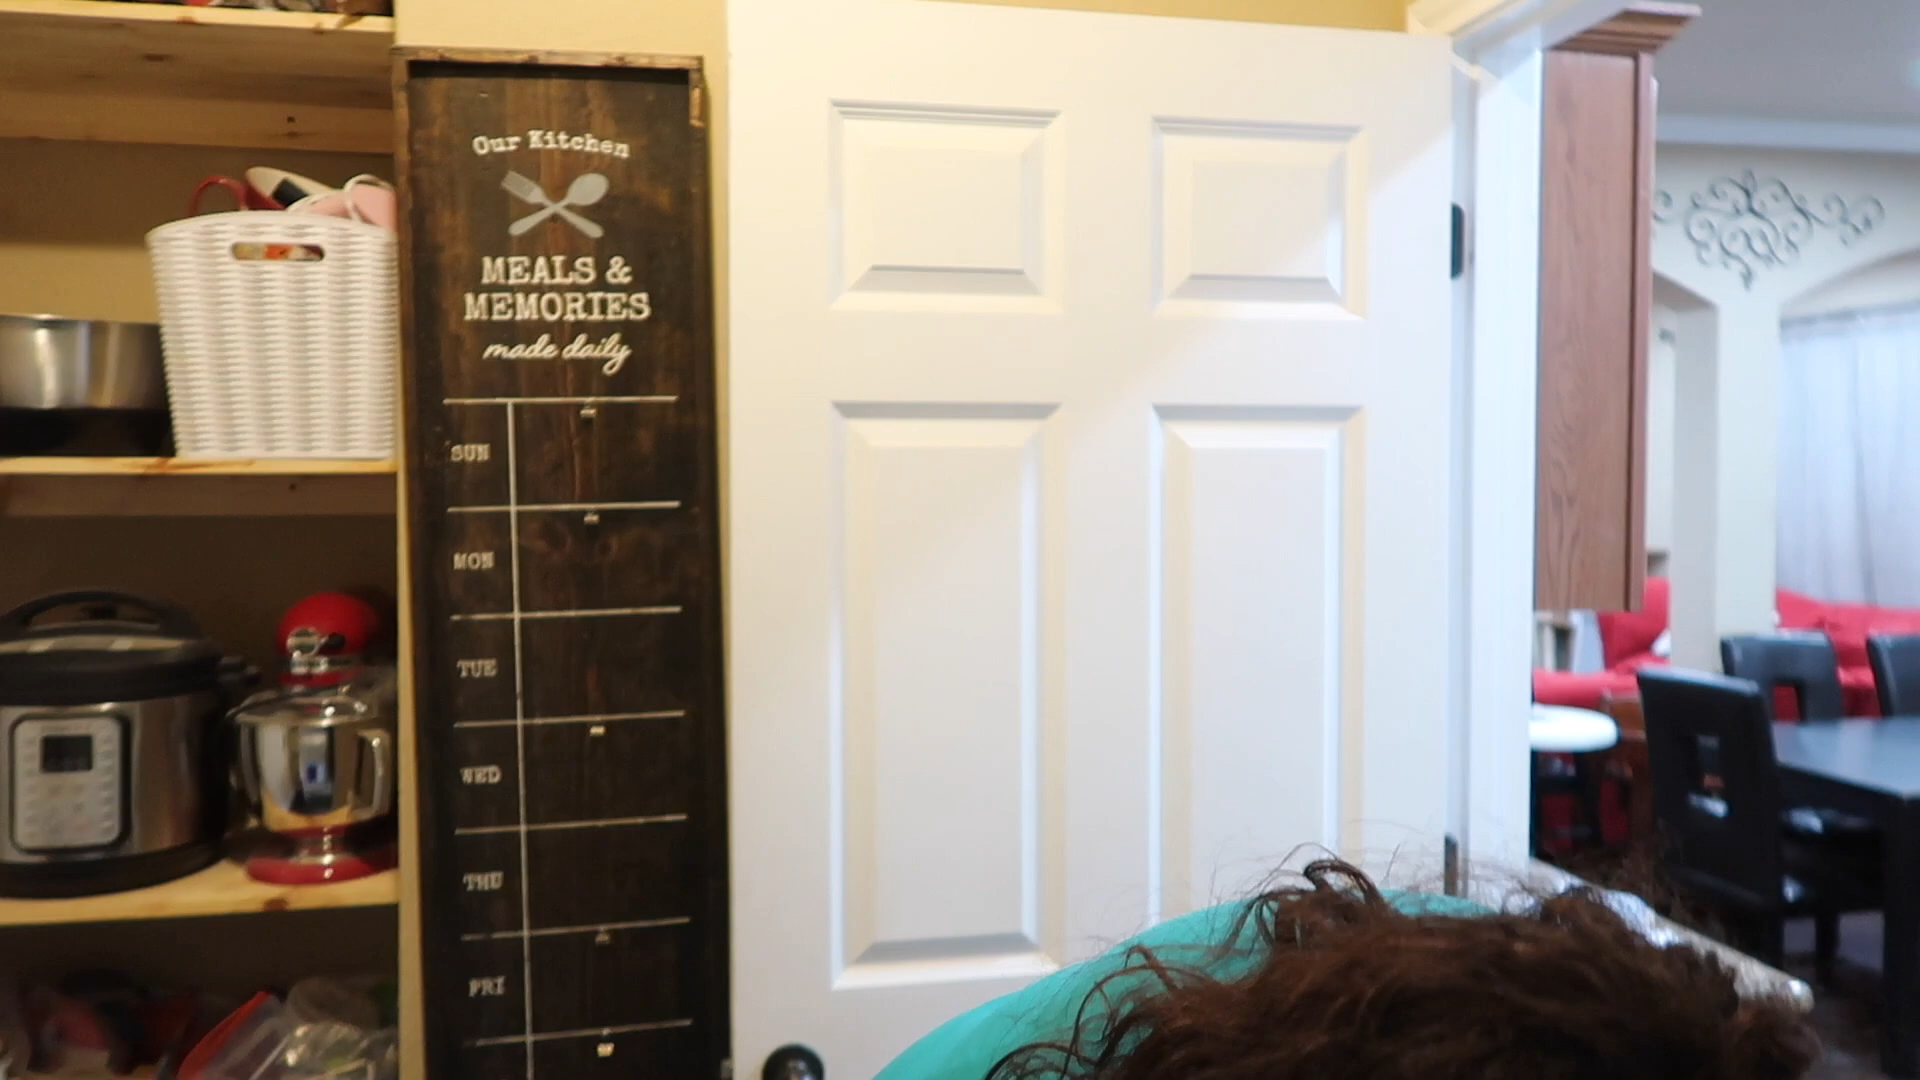 Our Kitchen
MEALS &
MEMORIES
made daily
SUN
MON
TUE
WED
THU
FRI